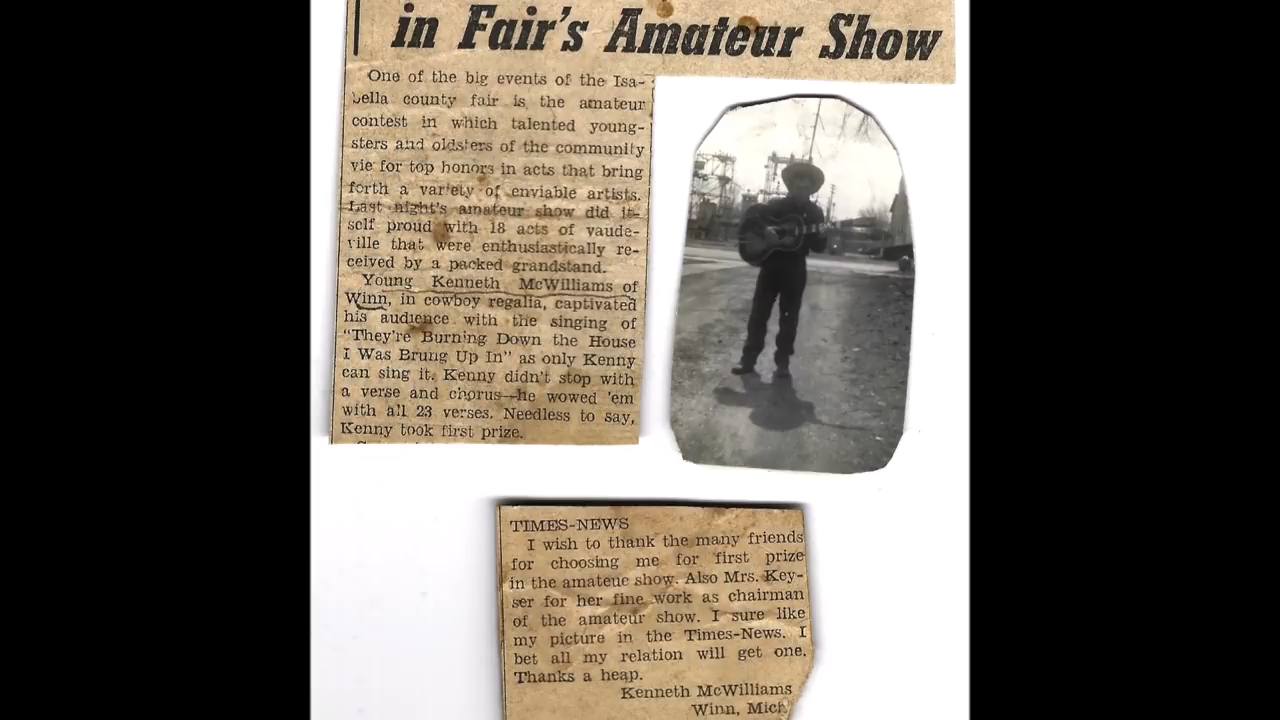 in Fair's Amateur Show
One of the big events of the Isa-
bella county fair is the amateur
contest in which talented young-
sters and oldsters of the community
vie for top honors in acts that bring
forth a variety of enviable artists.
Last night's amateur show did it-
self proud with 18 acts of vaude-
ville that were enthusiastically re-
ceived by a packed grandstand.
Young Kenneth McWilliams of
Winn, in cowboy regalia, captivated
his audience with the singing of
"They're Burning Down the House
I Was Brung Up In" as only Kenny
can sing it. Kenny didn't stop with
a verse and chorus—he wowed 'em
with all 23 verses. Needless to say,
Kenny took first prize.
TIMES-NEWS
I wish to thank the many friends
for choosing me for first prize
in the amateuc show. Also Mrs. Key-
ser for her fine work as chairman
of the amateur show. I sure like
my picture in the Times-News. I
bet all my relation will get one.
Thanks a heap.
Kenneth McWilliams
Winn, Mich.